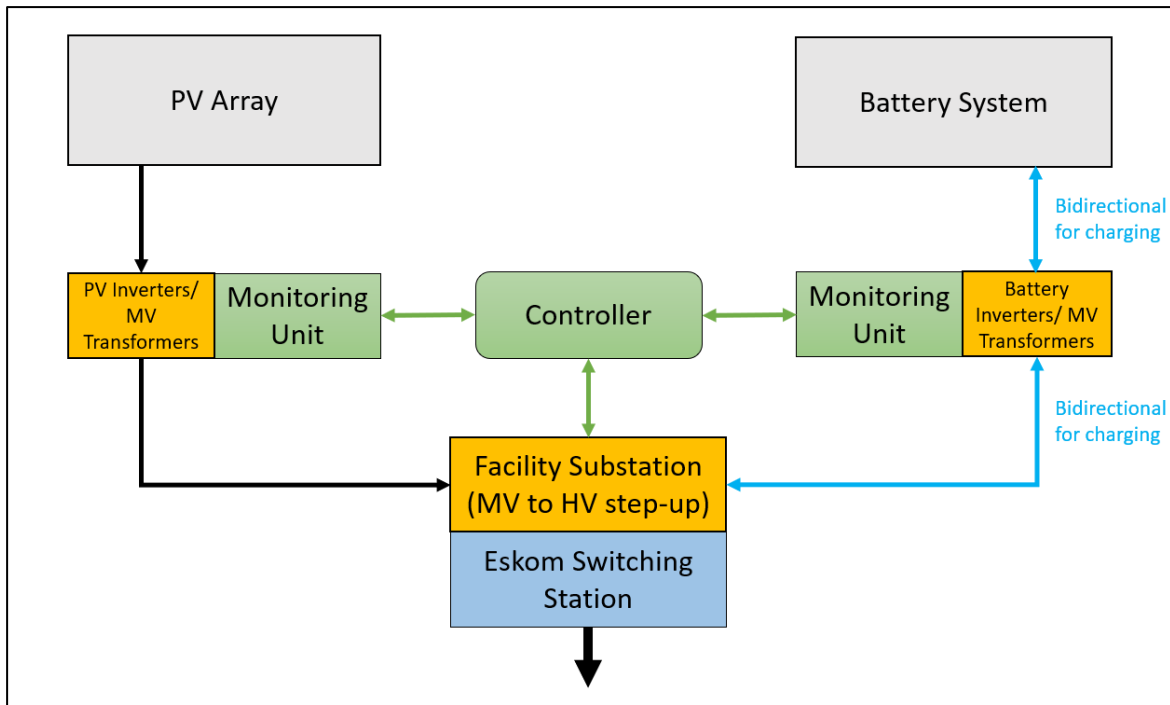 PV Array
Battery System
Bidirectional
for charging
PV Inverters/
MV
Transformers
Monitoring
Unit
Controller
Monitoring
Unit
Battery
Inverters/ MV
Transformers
Bidirectional
for charging
Facility Substation
(MV to HV step-up)
Eskom Switching
Station